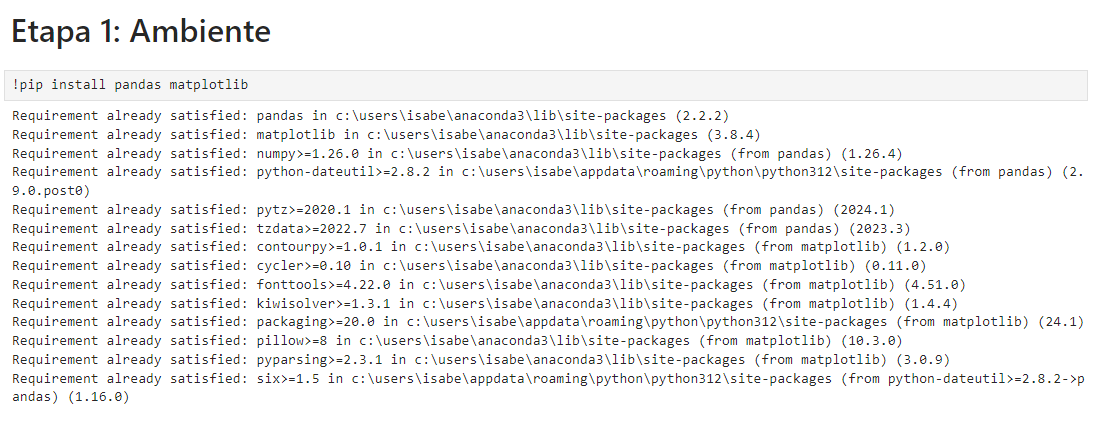 Etapa 1: Ambiente
!pip install pandas matplotlib
Requirement already satisfied: pandas in c:\users\isabe\anaconda3\lib\site-packages (2.2.2)
Requirement already satisfied: matplotlib in c:\users\isabe\anaconda3\lib\site-packages (3.8.4)
Requirement already satisfied: numpy>=1.26.0 in c:\users\isabe\anaconda3\lib\site-packages (from pandas) (1.26.4)
Requirement already satisfied: python-dateutil>=2.8.2 in c:\users\isabe\appdata\roaming\python\python312\site-packages (from pandas) (2.
9.0.post0)
Requirement already satisfied: pytz>=2020.1 in c:\users\isabe\anaconda3\lib\site-packages (from pandas) (2024.1)
Requirement already satisfied: tzdata>=2022.7 in c:\users\isabe\anaconda3\lib\site-packages (from pandas) (2023.3)
Requirement already satisfied: contourpy>=1.0.1 in c:\users\isabe\anaconda3\lib\site-packages (from matplotlib) (1.2.0)
Requirement already satisfied: cycler>=0.10 in c:\users\isabe\anaconda3\lib\site-packages (from matplotlib) (0.11.0)
Requirement already satisfied: fonttools>=4.22.0 in c:\users\isabe\anaconda3\lib\site-packages (from matplotlib) (4.51.0)
Requirement already satisfied: kiwisolver>=1.3.1 in c:\users\isabe\anaconda3\lib\site-packages (from matplotlib) (1.4.4)
Requirement already satisfied: packaging>=20.0 in c:\users\isabe\appdata\roaming\python\python312\site-packages (from matplotlib) (24.1)
Requirement already satisfied: pillow>=8 in c:\users\isabe\anaconda3\lib\site-packages (from matplotlib) (10.3.0)
Requirement already satisfied: pyparsing>=2.3.1 in c:\users\isabe\anaconda3\lib\site-packages (from matplotlib) (3.0.9)
Requirement already satisfied: six>=1.5 in c:\users\isabe\appdata\roaming\python\python312\site-packages (from python-dateutil>=2.8.2->p
andas) (1.16.0)